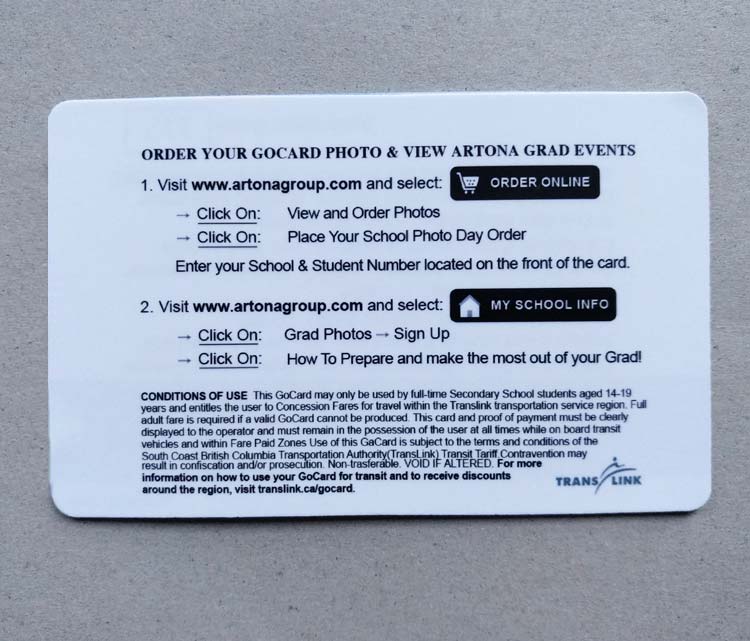 ORDER YOUR GOCARD PHOTO & VIEW ARTONA GRAD EVENTS
1. Visit www.artonagroup.com and select: ORDER ONLINE
→ Click On: View and Order Photos
→ Click On: Place Your School Photo Day Order
Enter your School & Student Number located on the front of the card.
2. Visit www.artonagroup.com and select: MY SCHOOL INFO
→ Click On: Grad Photos → Sign Up
→ Click On: How To Prepare and make the most out of your Grad!
CONDITIONS OF USE This GoCard may only be used by full-time Secondary School students aged 14-19
years and entitles the user to Concession Fares for travel within the Translink transportation service region. Full
adult fare is required if a valid GoCard cannot be produced. This card and proof of payment must be clearly
displayed to the operator and must remain in the possession of the user at all times while on board transit
vehicles and within Fare Paid Zones Use of this GaCard is subject to the terms and conditions of the
South Coast British Columbia Transportation Authority(TransLink) Transit Tariff.Contravention may
result in confiscation and/or prosecution. Non-trasferable. VOID IF ALTERED. For more
information on how to use your GoCard for transit and to receive discounts
around the region, visit translink.ca/gocard.
TRANS LINK